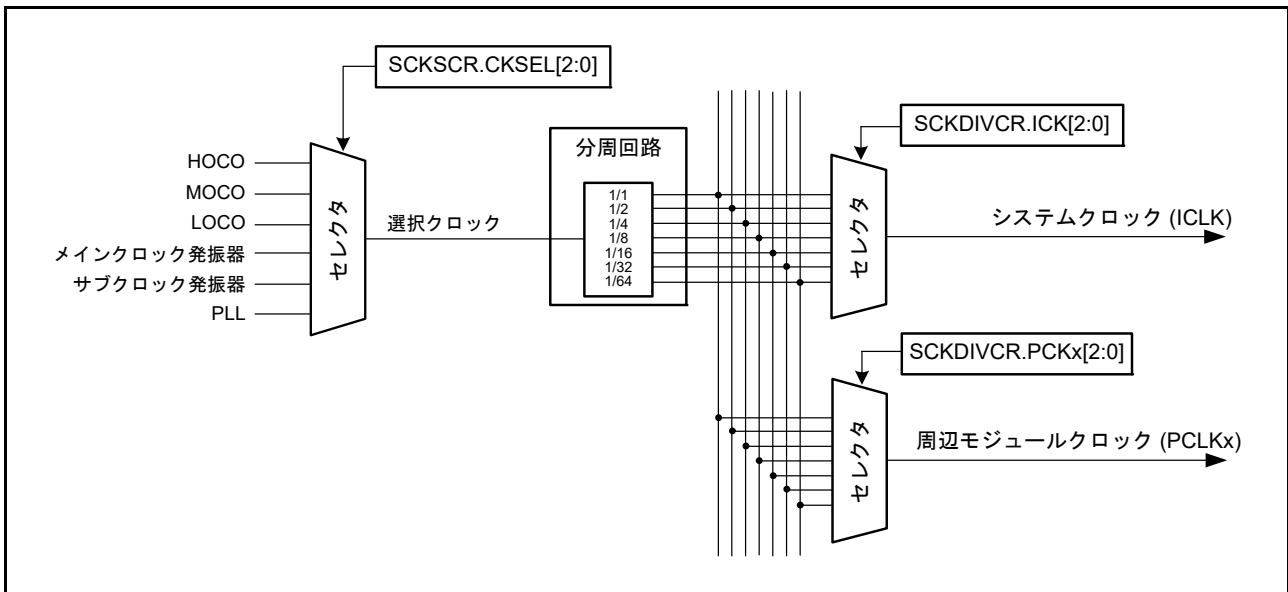 SCKSCR.CKSEL[2:0]
HOCO
MOCO
LOCO
メインクロック発振器
サブクロック発振器
PLL
セレクタ
選択クロック
分周回路
1/1
1/2
1/4
1/8
1/16
1/32
1/64
SCKDIVCR.ICK[2:0]
セレクタ
システムクロック (ICLK)
SCKDIVCR.PCKx[2:0]
セレクタ
周辺モジュールクロック (PCLKx)